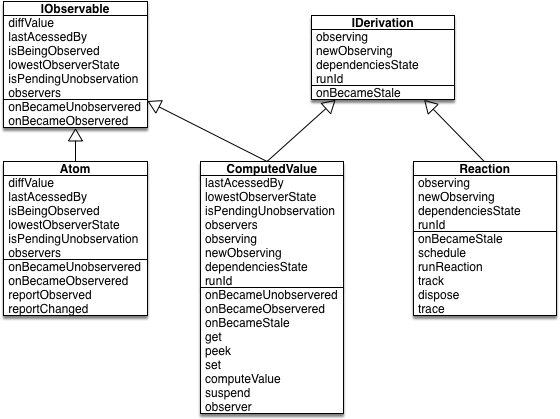 IObservable
diffValue
lastAcessedBy
isBeingObserved
lowestObserverState
isPendingUnobservation
observers
onBecameUnobserved
onBecameObserved
IDerivation
observing
newObserving
dependenciesState
runId
onBecameStale
Atom
diffValue
lastAcessedBy
isBeingObserved
lowestObserverState
isPendingUnobservation
observers
onBecameUnobserved
onBecameObserved
reportObserved
reportChanged
ComputedValue
lastAcessedBy
lowestObserverState
isPendingUnobservation
observers
observing
newObserving
dependenciesState
runId
onBecameUnobserved
onBecameObserved
onBecameStale
get
peek
set
computeValue
suspend
observer
Reaction
observing
newObserving
dependenciesState
runId
onBecameStale
schedule
runReaction
track
dispose
trace